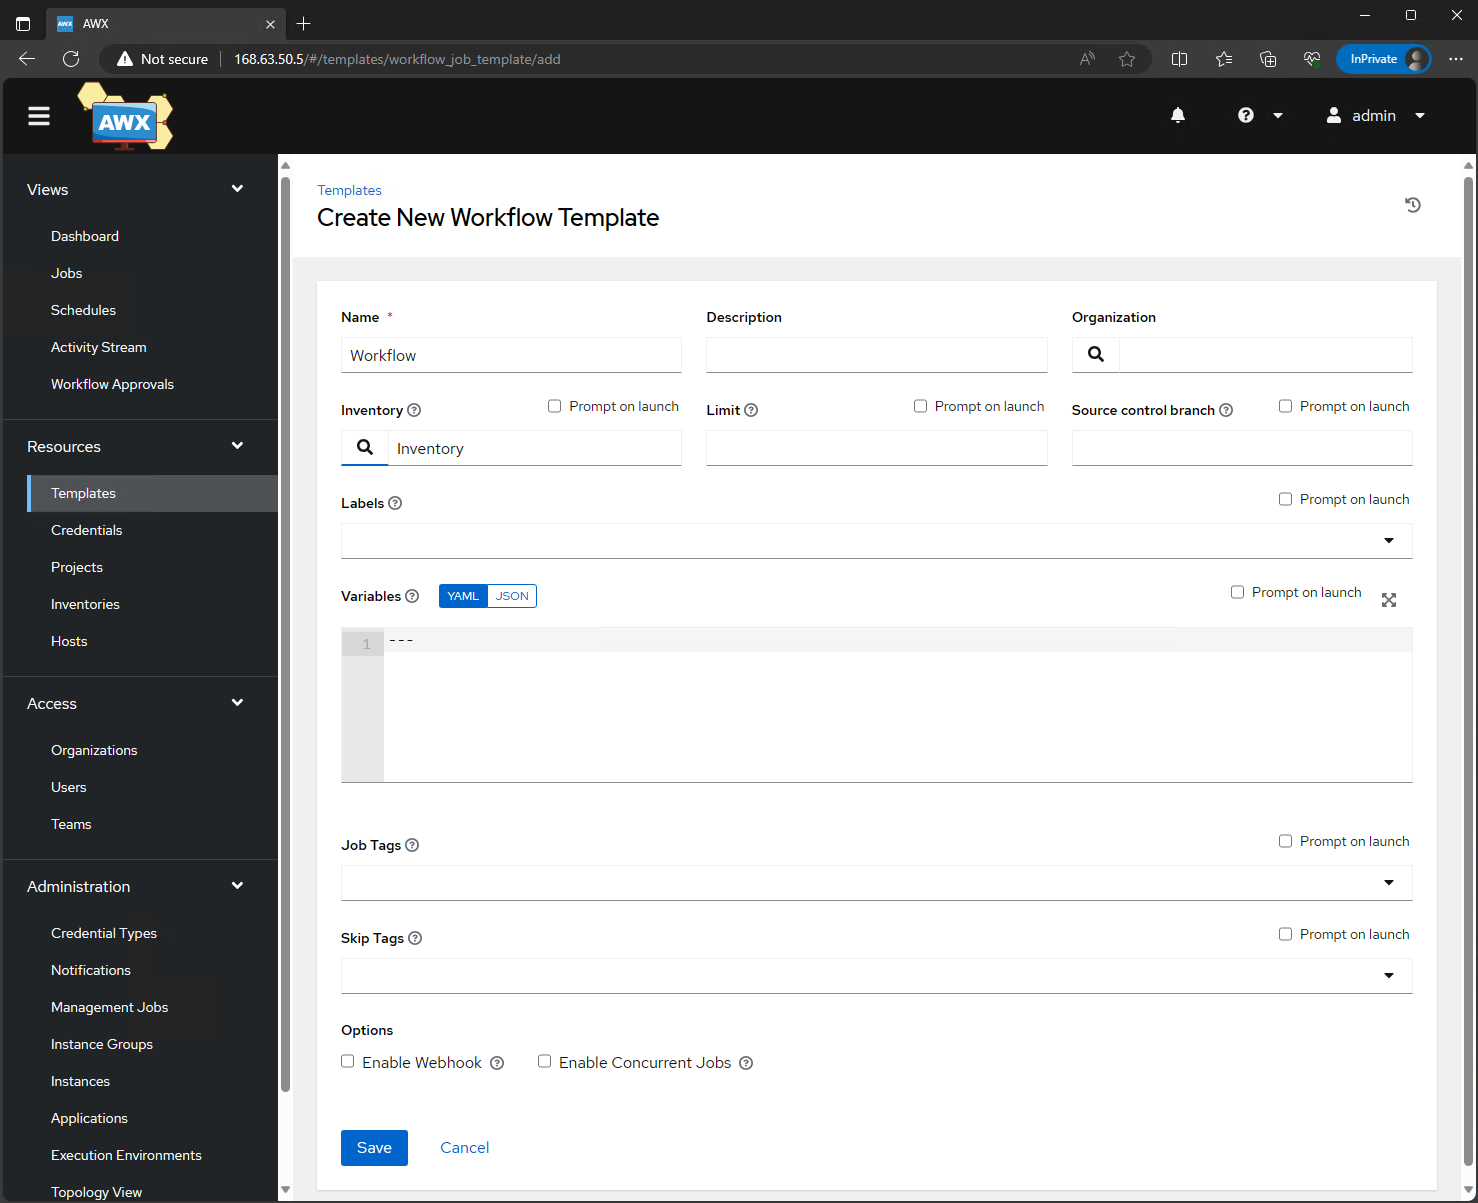 AWX
Not secure
168.63.50.5/#/templates/workflow_job_template/add
InPrivate
AWX
admin
Views
Dashboard
Jobs
Schedules
Activity Stream
Workflow Approvals
Resources
Templates
Credentials
Projects
Inventories
Hosts
Access
Organizations
Users
Teams
Administration
Credential Types
Notifications
Management Jobs
Instance Groups
Instances
Applications
Execution Environments
Topology View
Templates
Create New Workflow Template
Name * Description Organization
Workflow
Inventory Prompt on launch Limit Prompt on launch Source control branch Prompt on launch
Inventory
Labels Prompt on launch
Variables YAML JSON Prompt on launch
1 ---
Job Tags Prompt on launch
Skip Tags Prompt on launch
Options
Enable Webhook Enable Concurrent Jobs
Save Cancel